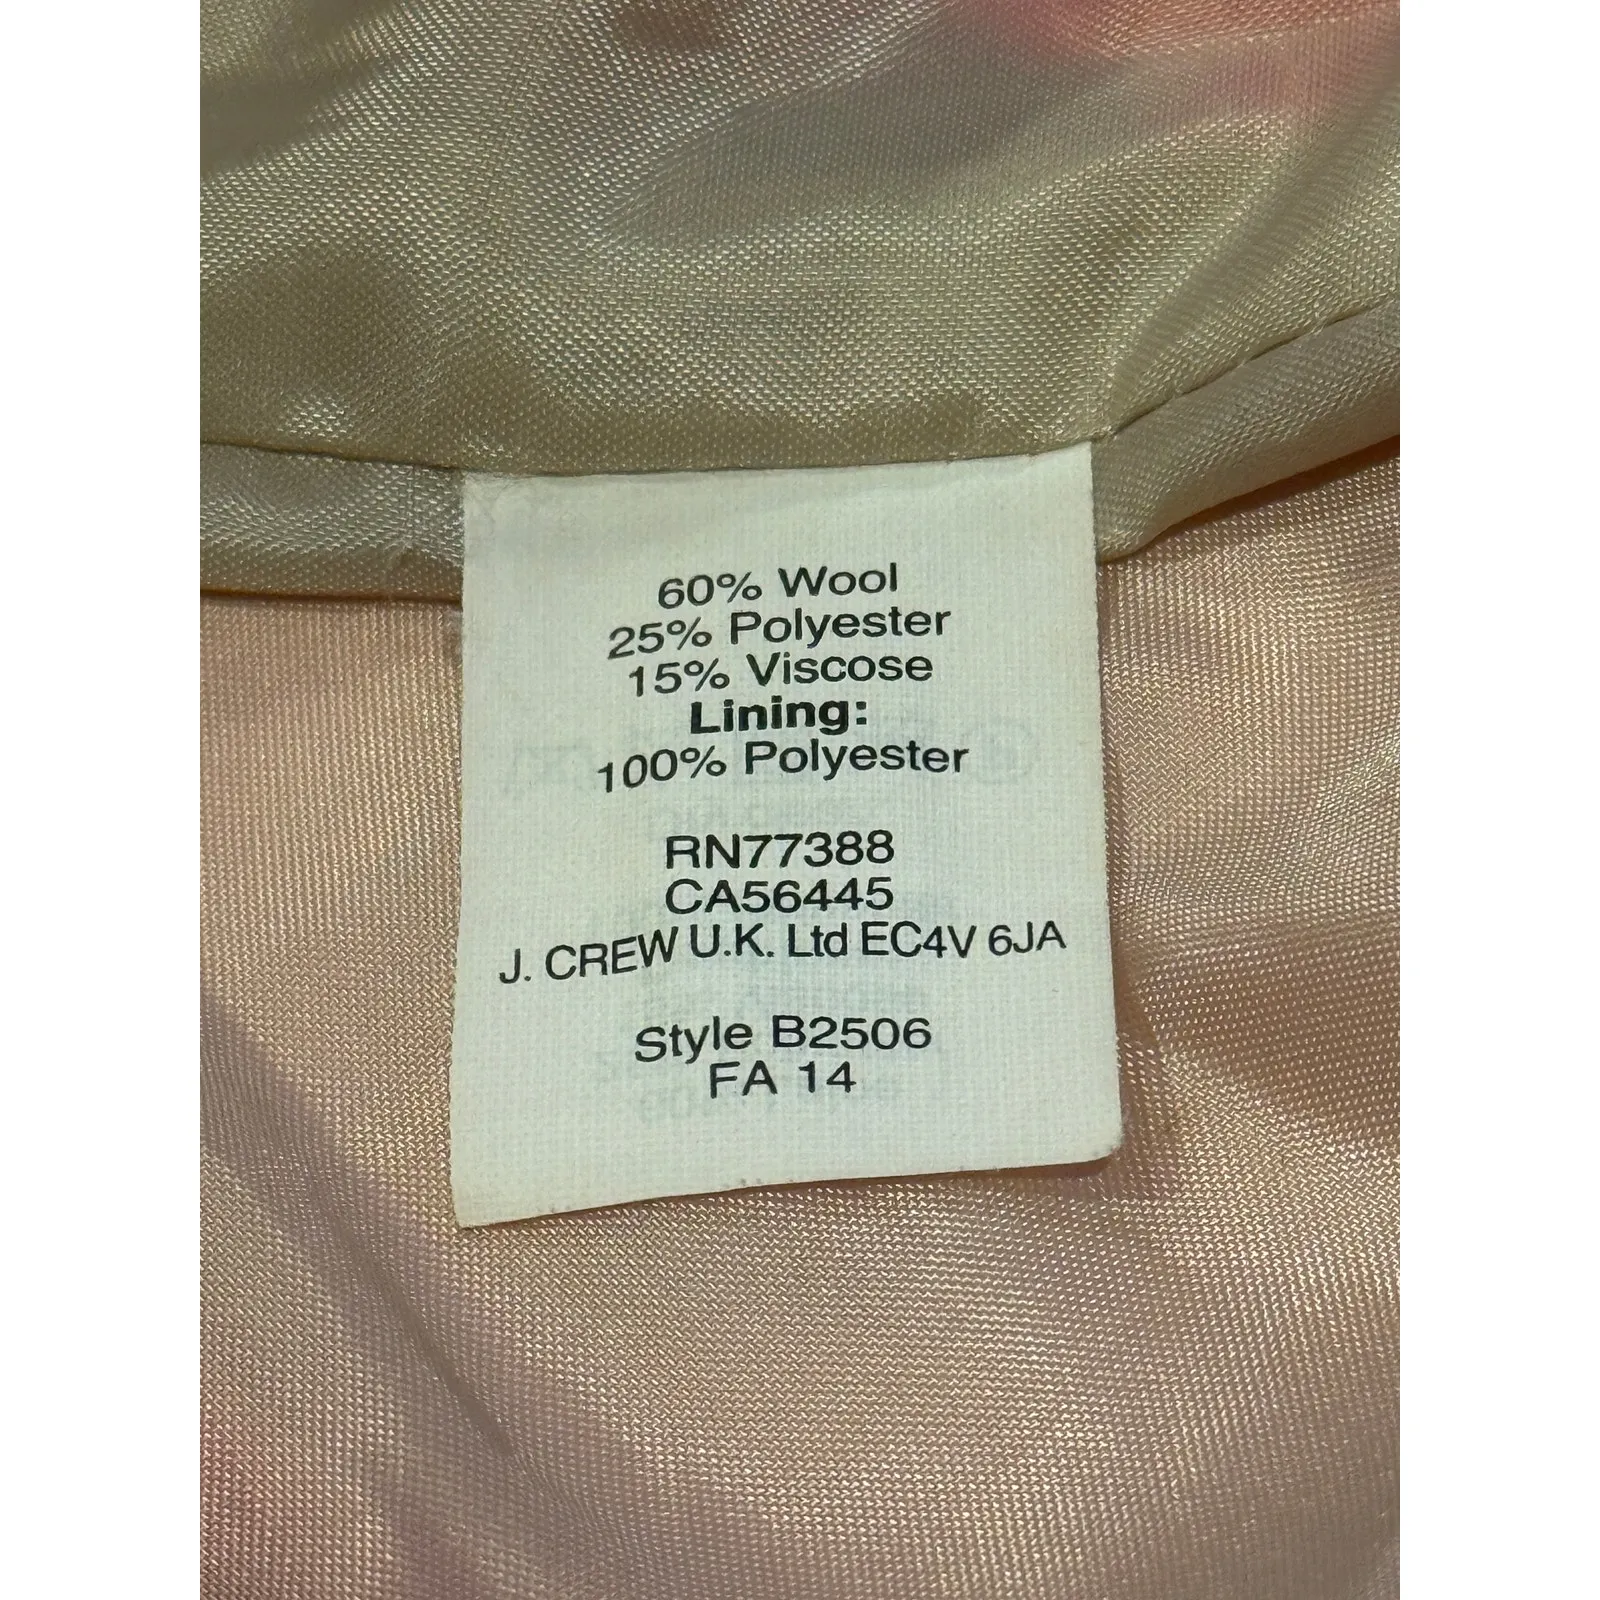 60% Wool
25% Polyester
15% Viscose
Lining:
100% Polyester
RN77388
CA56445
J. CREW U.K. Ltd EC4V 6JA
Style B2506
FA 14